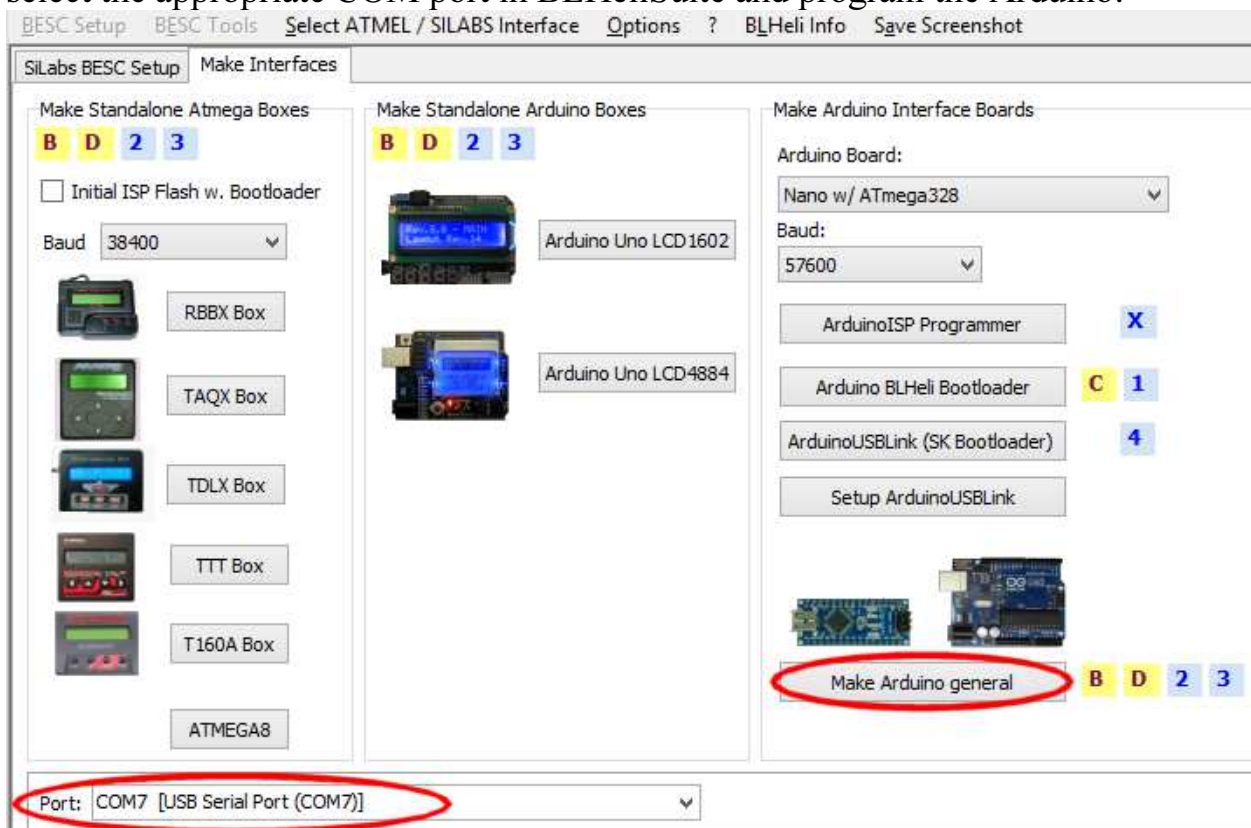 select the appropriate COM port in BLHeliSuite and program the Arduino.
BESC Setup BESC Tools Select ATMEL / SILABS Interface Options ? BLHeli Info Save Screenshot
SiLabs BESC Setup Make Interfaces
Make Standalone Atmega Boxes
B D 2 3
Initial ISP Flash w. Bootloader
Baud 38400
RBBX Box
TAQX Box
TDLX Box
TTT Box
T160A Box
ATMEGA8
Make Standalone Arduino Boxes
B D 2 3
Arduino Uno LCD1602
Arduino Uno LCD4884
Make Arduino Interface Boards
Arduino Board:
Nano w/ ATmega328
Baud:
57600
ArduinoISP Programmer X
Arduino BLHeli Bootloader C 1
ArduinoUSBLink (SK Bootloader) 4
Setup ArduinoUSBLink
Make Arduino general B D 2 3
Port: COM7 [USB Serial Port (COM7)]